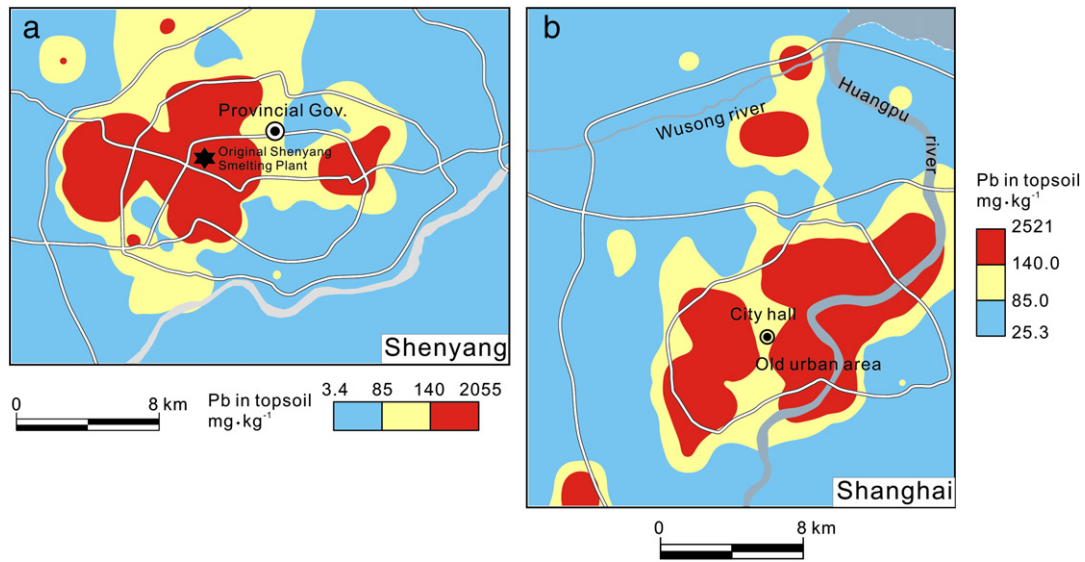 a
Provincial Gov.
Original Shenyang
Smelting Plant
Shenyang
0 8 km
Pb in topsoil
mg·kg⁻¹
3.4 85 140 2055
b
Wusong river
Huangpu
river
City hall
Old urban area
Shanghai
0 8 km
Pb in topsoil
mg·kg⁻¹
2521
140.0
85.0
25.3